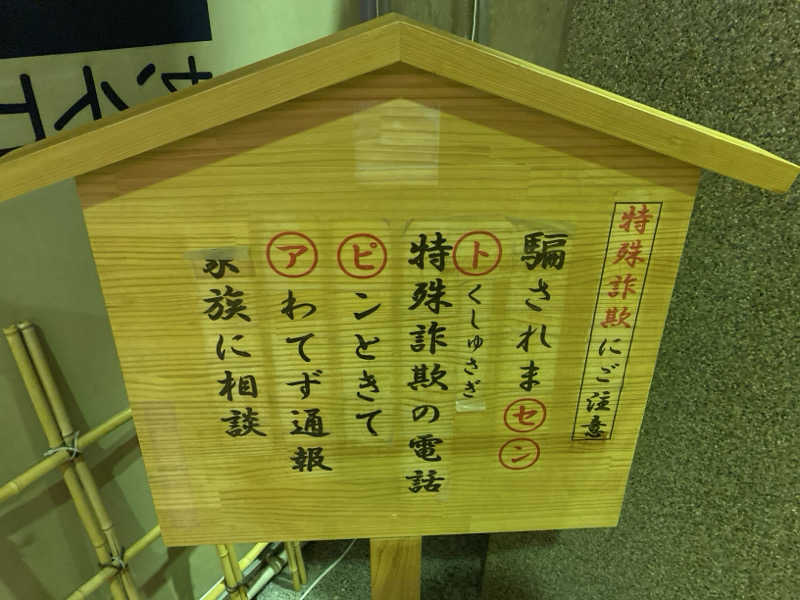 特殊詐欺にご注意
騙されませセン
トくしゅさぎ
特殊詐欺の電話
ピンときて
アわてず通報
家族に相談